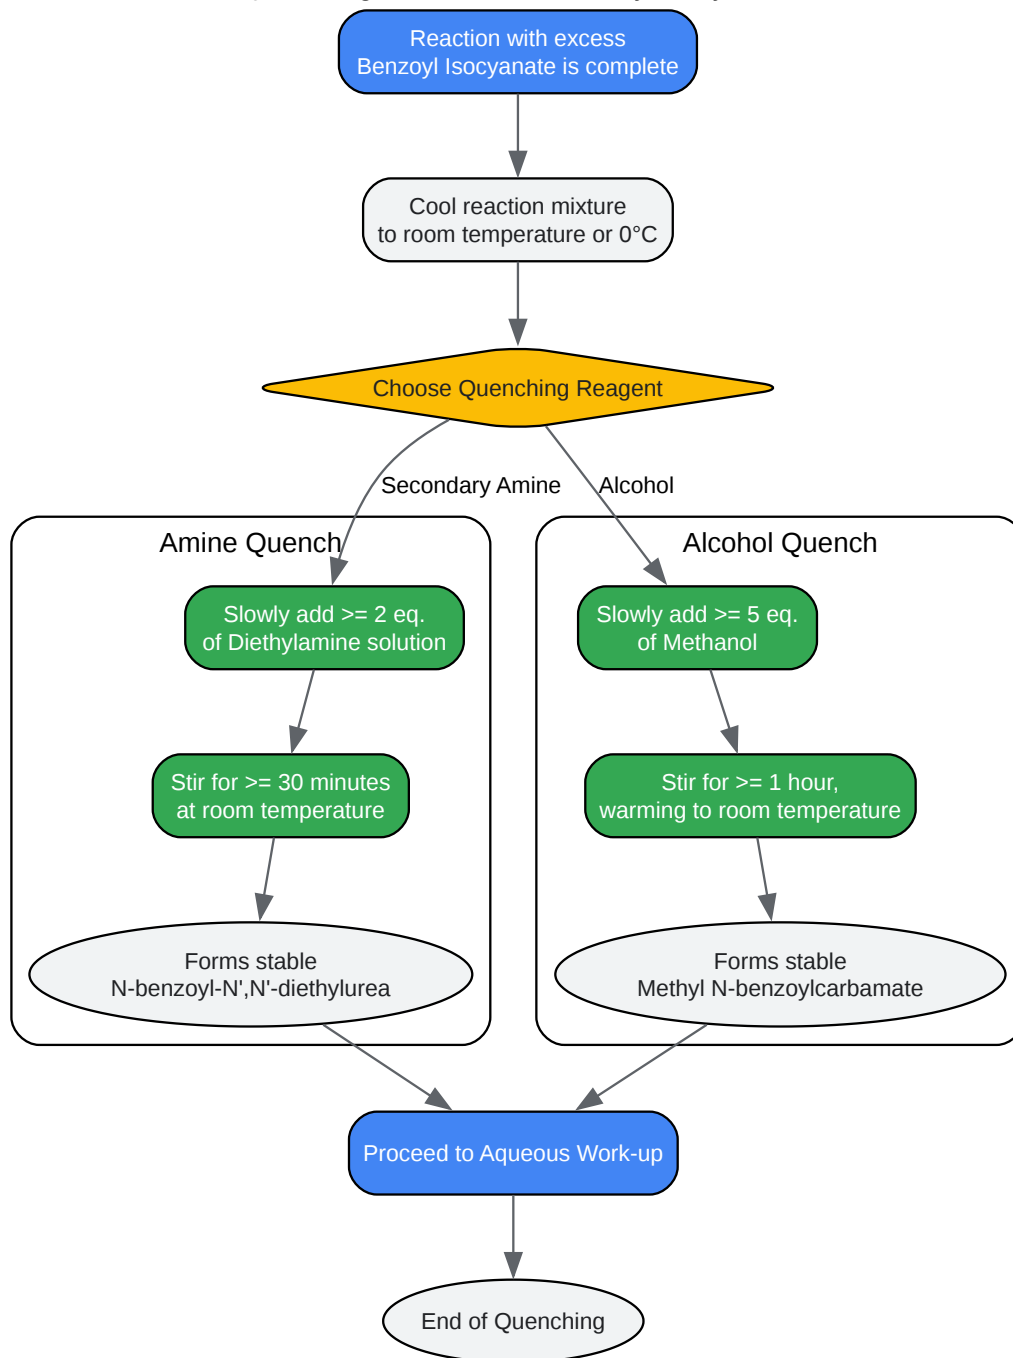 Reaction with excess
Benzoyl Isocyanate is complete
Cool reaction mixture
to room temperature or 0°C
Choose Quenching Reagent
Secondary Amine
Alcohol
Amine Quench
Alcohol Quench
Slowly add >= 2 eq.
of Diethylamine solution
Slowly add >= 5 eq.
of Methanol
Stir for >= 30 minutes
at room temperature
Stir for >= 1 hour,
warming to room temperature
Forms stable
N-benzoyl-N',N'-diethylurea
Forms stable
Methyl N-benzoylcarbamate
Proceed to Aqueous Work-up
End of Quenching